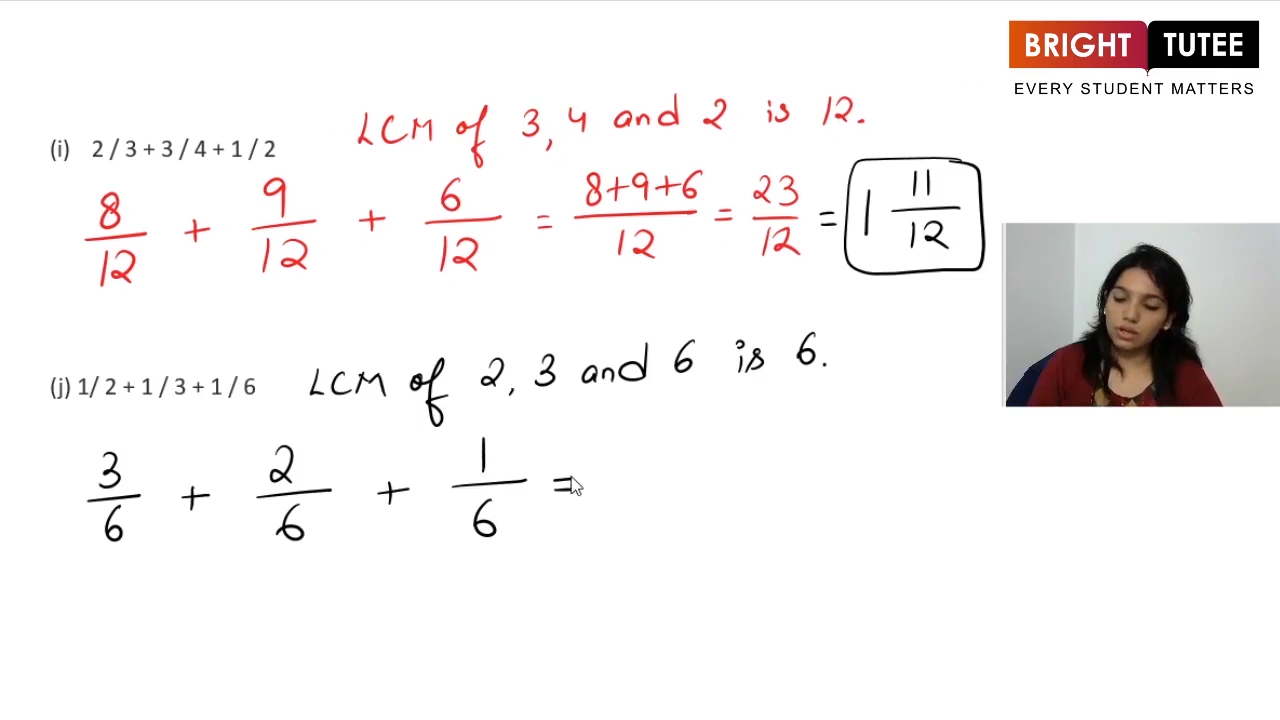 BRIGHT TUTEE
EVERY STUDENT MATTERS
LCM of 3, 4 and 2 is 12.
(i) 2 / 3 + 3 / 4 + 1 / 2
8/12 + 9/12 + 6/12 = 8+9+6/12 = 23/12 = 1 11/12
LCM of 2, 3 and 6 is 6.
(j) 1/ 2 + 1 / 3 + 1 / 6
3/6 + 2/6 + 1/6 =